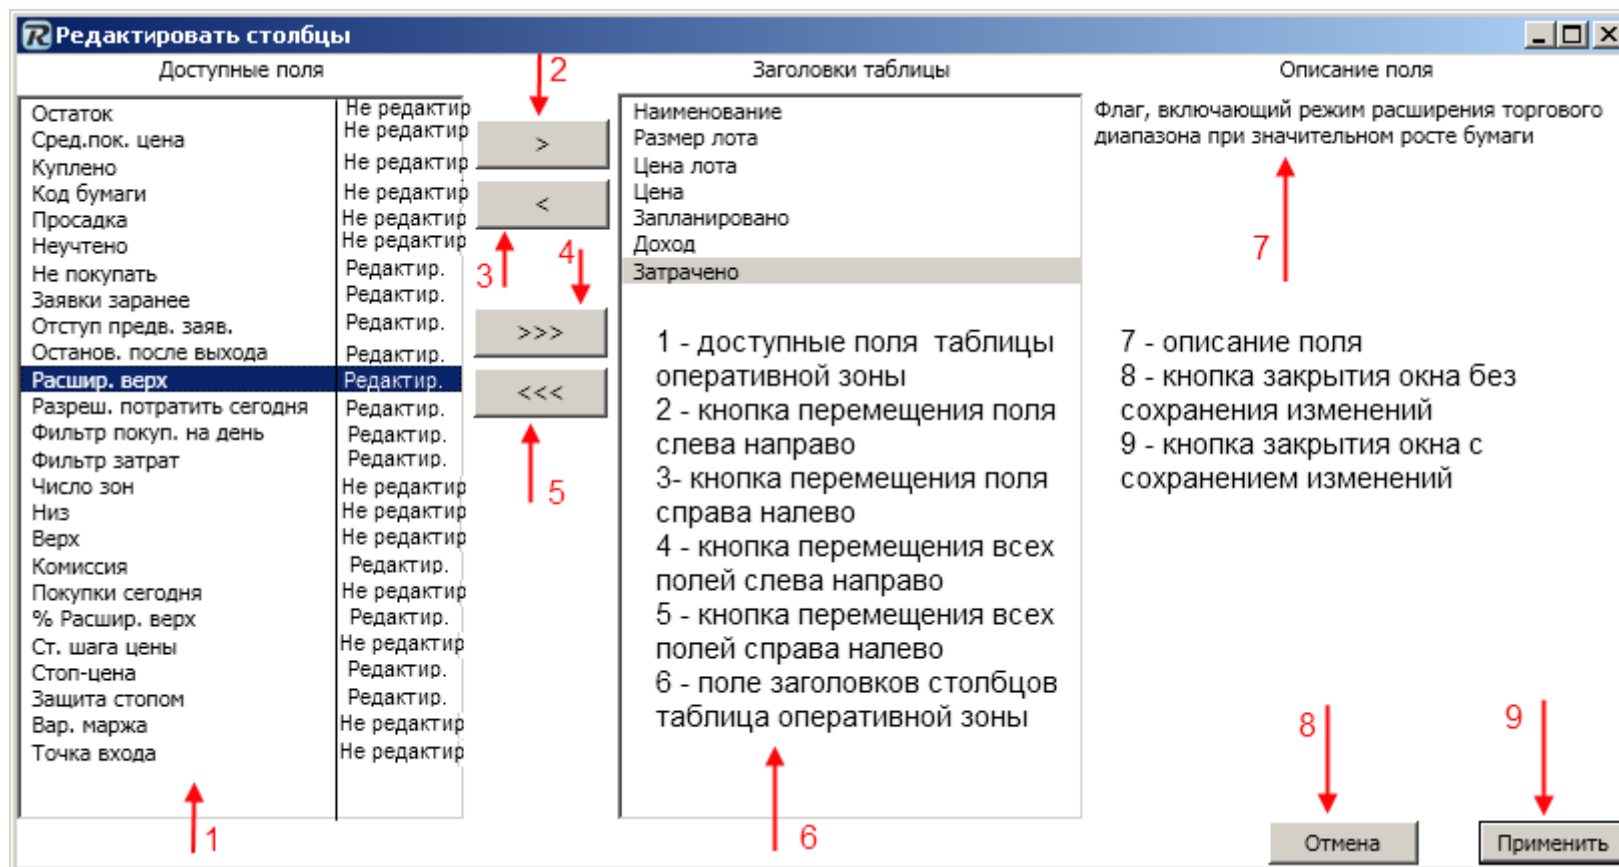 Редактировать столбцы
Доступные поля
2
Заголовки таблицы
Описание поля
Остаток Не редактир
Сред.пок. цена Не редактир
Куплено Не редактир
Код бумаги Не редактир
Просадка Не редактир
Неучтено Не редактир
Не покупать Редактир.
Заявки заранее Редактир.
Отступ предв. заяв. Редактир.
Останов. после выхода Редактир.
Расшир. верх Редактир.
Разреш. потратить сегодня Редактир.
Фильтр покуп. на день Редактир.
Фильтр затрат Редактир.
Число зон Не редактир
Низ Не редактир
Верх Не редактир
Комиссия Редактир.
Покупки сегодня Не редактир
% Расшир. верх Редактир.
Ст. шага цены Не редактир
Стоп-цена Редактир.
Защита стопом Редактир.
Вар. маржа Не редактир
Точка входа Не редактир
1
>
<
3
4
>>>
<<<
5
Наименование
Размер лота
Цена лота
Цена
Запланировано
Доход
Затрачено
1 - доступные поля таблицы
оперативной зоны
2 - кнопка перемещения поля
слева направо
3- кнопка перемещения поля
справа налево
4 - кнопка перемещения всех
полей слева направо
5 - кнопка перемещения всех
полей справа налево
6 - поле заголовков столбцов
таблица оперативной зоны
6
Флаг, включающий режим расширения торгового
диапазона при значительном росте бумаги
7
7 - описание поля
8 - кнопка закрытия окна без
сохранения изменений
9 - кнопка закрытия окна с
сохранением изменений
8
9
Отмена
Применить